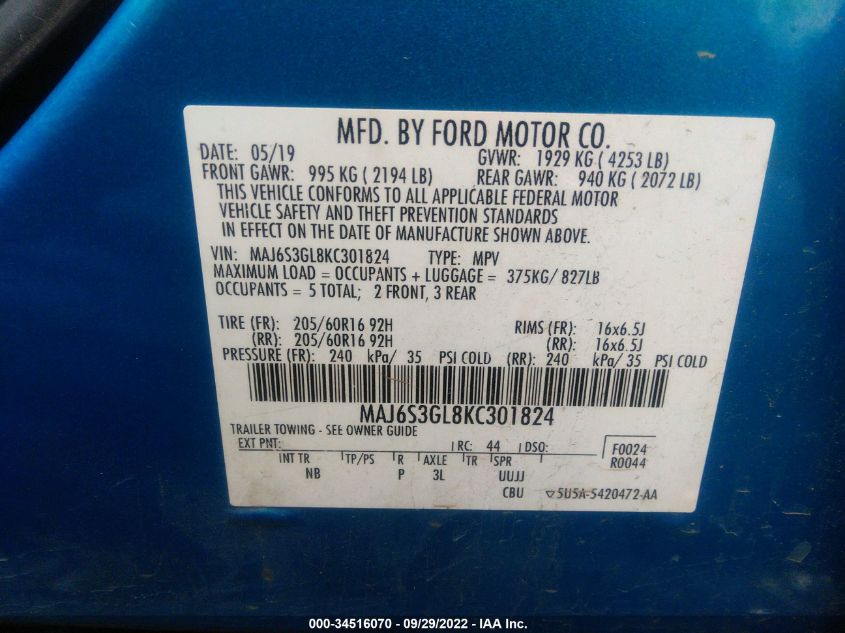 MFD. BY FORD MOTOR CO.
DATE: 05/19 GVWR: 1929 KG ( 4253 LB)
FRONT GAWR: 995 KG ( 2194 LB) REAR GAWR: 940 KG ( 2072 LB)
THIS VEHICLE CONFORMS TO ALL APPLICABLE FEDERAL MOTOR
VEHICLE SAFETY AND THEFT PREVENTION STANDARDS
IN EFFECT ON THE DATE OF MANUFACTURE SHOWN ABOVE.
VIN: MAJ6S3GL8KC301824 TYPE: MPV
MAXIMUM LOAD = OCCUPANTS + LUGGAGE = 375KG/ 827LB
OCCUPANTS = 5 TOTAL; 2 FRONT, 3 REAR
TIRE (FR): 205/60R16 92H RIMS (FR): 16x6.5J
(RR): 205/60R16 92H (RR): 16x6.5J
PRESSURE (FR): 240 kPa/ 35 PSI COLD (RR): 240 kPa/ 35 PSI COLD
MAJ6S3GL8KC301824
TRAILER TOWING - SEE OWNER GUIDE
EXT PNT: RC: 44 DSO: F0024
R0044
INT TR TP/PS R AXLE TR SPR
NB P 3L UUJJ
CBU 5U5A-5420472-AA
000-34516070 - 09/29/2022 - IAA Inc.